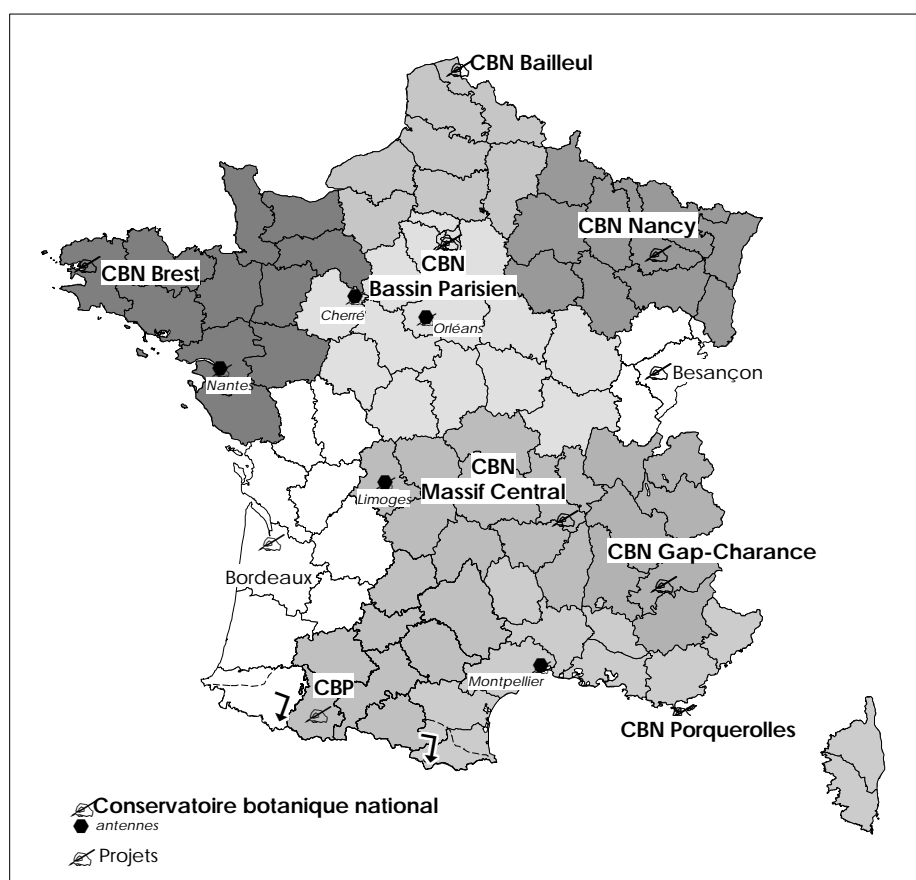 CBN Bailleul
CBN Nancy
CBN Brest
CBN
Bassin Parisien
Cherré
Orléans
Nantes
Besançon
CBN
Massif Central
Limoges
CBN Gap-Charance
Bordeaux
Montpellier
CBP
CBN Porquerolles
Conservatoire botanique national
antennes
Projets